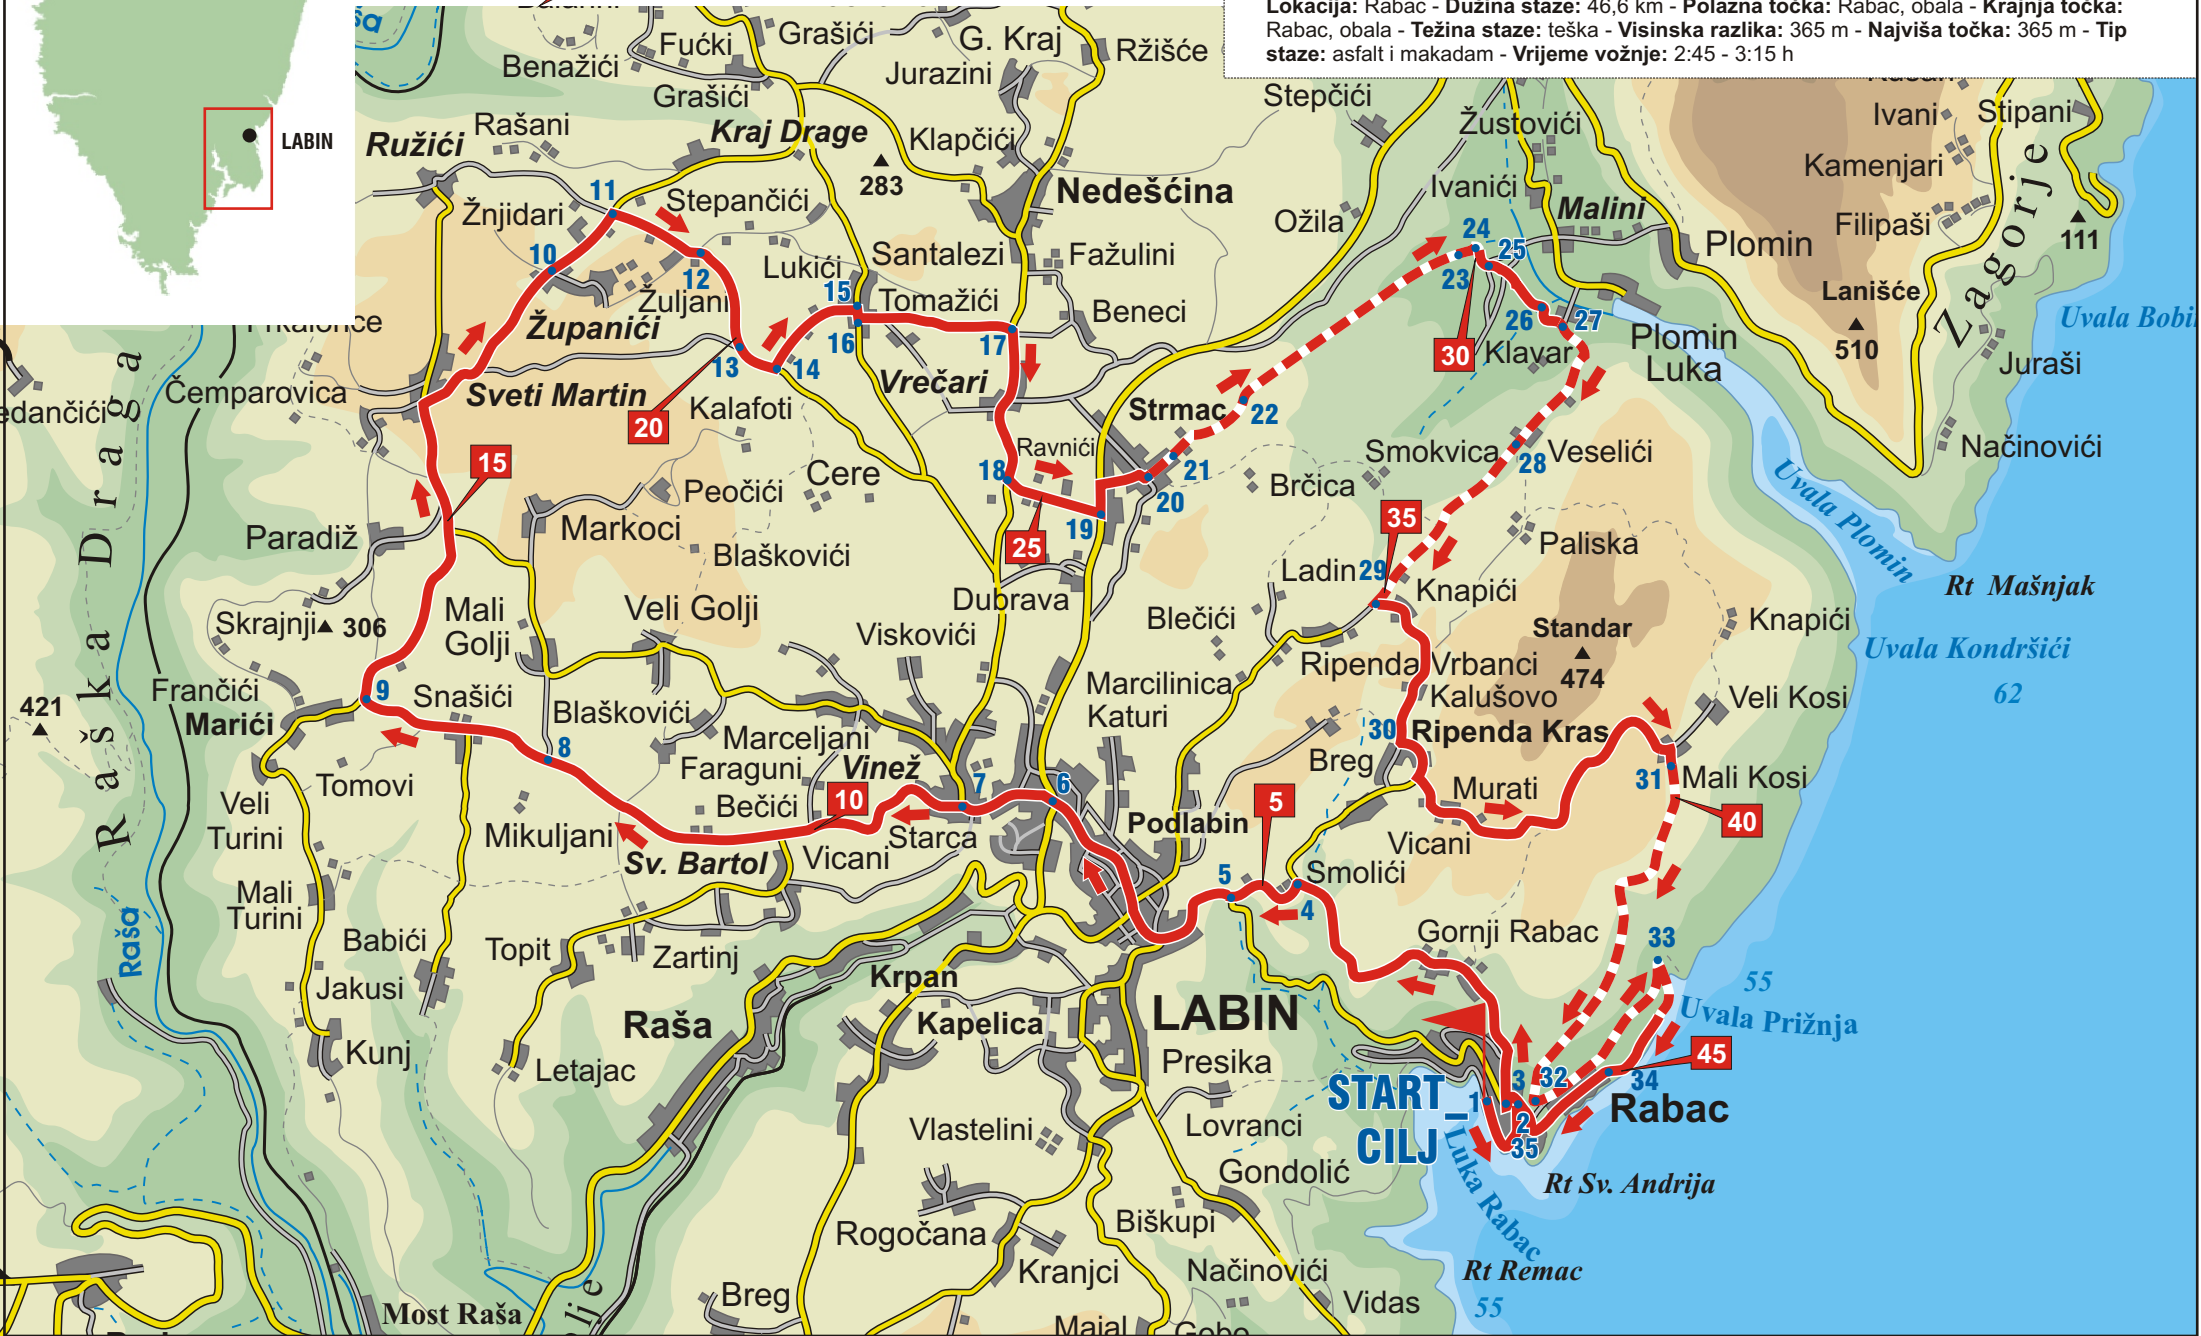 Lokacija: Rabac - Dužina staze: 46,6 km - Polazna točka: Rabac, obala - Krajnja točka:
Rabac, obala - Težina staze: teška - Visinska razlika: 365 m - Najviša točka: 365 m - Tip
staze: asfalt i makadam - Vrijeme vožnje: 2:45 - 3:15 h
LABIN
Fućki
Grašići
G. Kraj
Ržišće
Benažići
Jurazini
Grašići
Stepčići
Ivani
Stipani
Ružići
Rašani
Kraj Drage
Klapčići
Žustovići
Kamenjari
283
Nedešćina
Ivanići
Malini
11
Stepančići
Žnjidari
Ožila
24
Filipaši
111
Plomin
Zagorje
10
12
Santalezi
Fažulini
25
23
Lukići
15
Tomažići
Žuljani
Beneci
Lanišće
510
Uvala Bobi
Županići
16
17
26
27
Plomin
Luka
30
Klavar
Juraši
13
14
Vrečari
Čemparovica
Sveti Martin
Kalafoti
20
Strmac
22
Načinovići
Raška Draga
15
Ravnići
Smokvica
28
Veselići
Cere
18
21
20
Brčica
Peočići
Uvala Plomin
Paradiž
Markoci
19
35
25
Paliska
Blaškovići
Ladin
29
Knapići
Rt Mašnjak
Dubrava
Skrajnji
306
Mali
Golji
Veli Golji
Viskovići
Blečići
Standar
474
Knapići
Uvala Kondršići
62
Ripenda
Vrbanci
Kalušovo
Frančići
9
Snašići
Marcilinica
Katuri
Veli Kosi
421
Marići
Blaškovići
Marceljani
30
Ripenda Kras
8
Faraguni
Vinež
7
6
Breg
31
Mali Kosi
Tomovi
Murati
Veli
Turini
Bečići
10
5
40
Mikuljani
Starca
Podlabin
Sv. Bartol
Vicani
Vicani
5
Smolići
4
Mali
Turini
Babići
Topit
Zartinj
Gornji Rabac
33
Raša
Krpan
Jakusi
55
Uvala Prižnja
Raša
Kapelica
LABIN
Kunj
Letajac
Presika
45
START_
CILJ
1
3
32
34
Rabac
2
35
Vlastelini
Lovranci
Gondolić
Luka Rabac
Rt Sv. Andrija
Rogočana
Biškupi
Kranjci
Načinovići
Rt Remac
55
Most Raša
Breg
Vidas